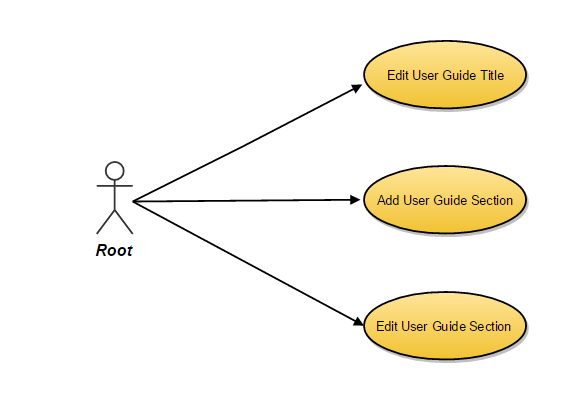 Edit User Guide Title
Add User Guide Section
Root
Edit User Guide Section